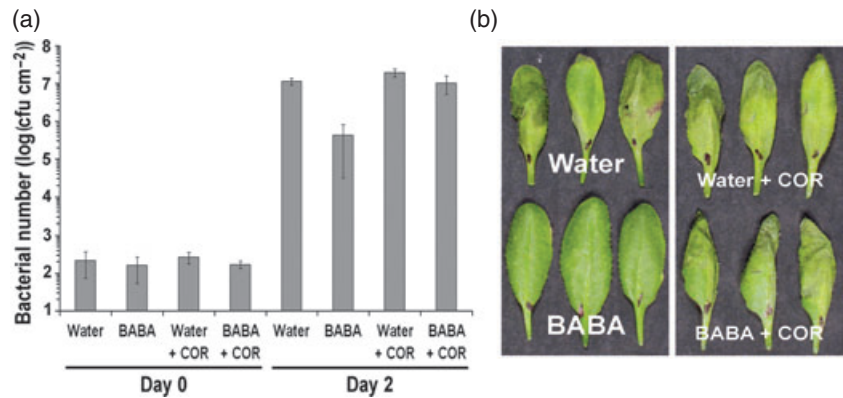 (a)
Bacterial number (log(cfu cm⁻²))
8
7
6
5
4
3
2
1
Water
BABA
Water
+ COR
BABA
+ COR
Water
BABA
Water
+ COR
BABA
+ COR
Day 0
Day 2
(b)
Water
Water + COR
BABA
BABA + COR